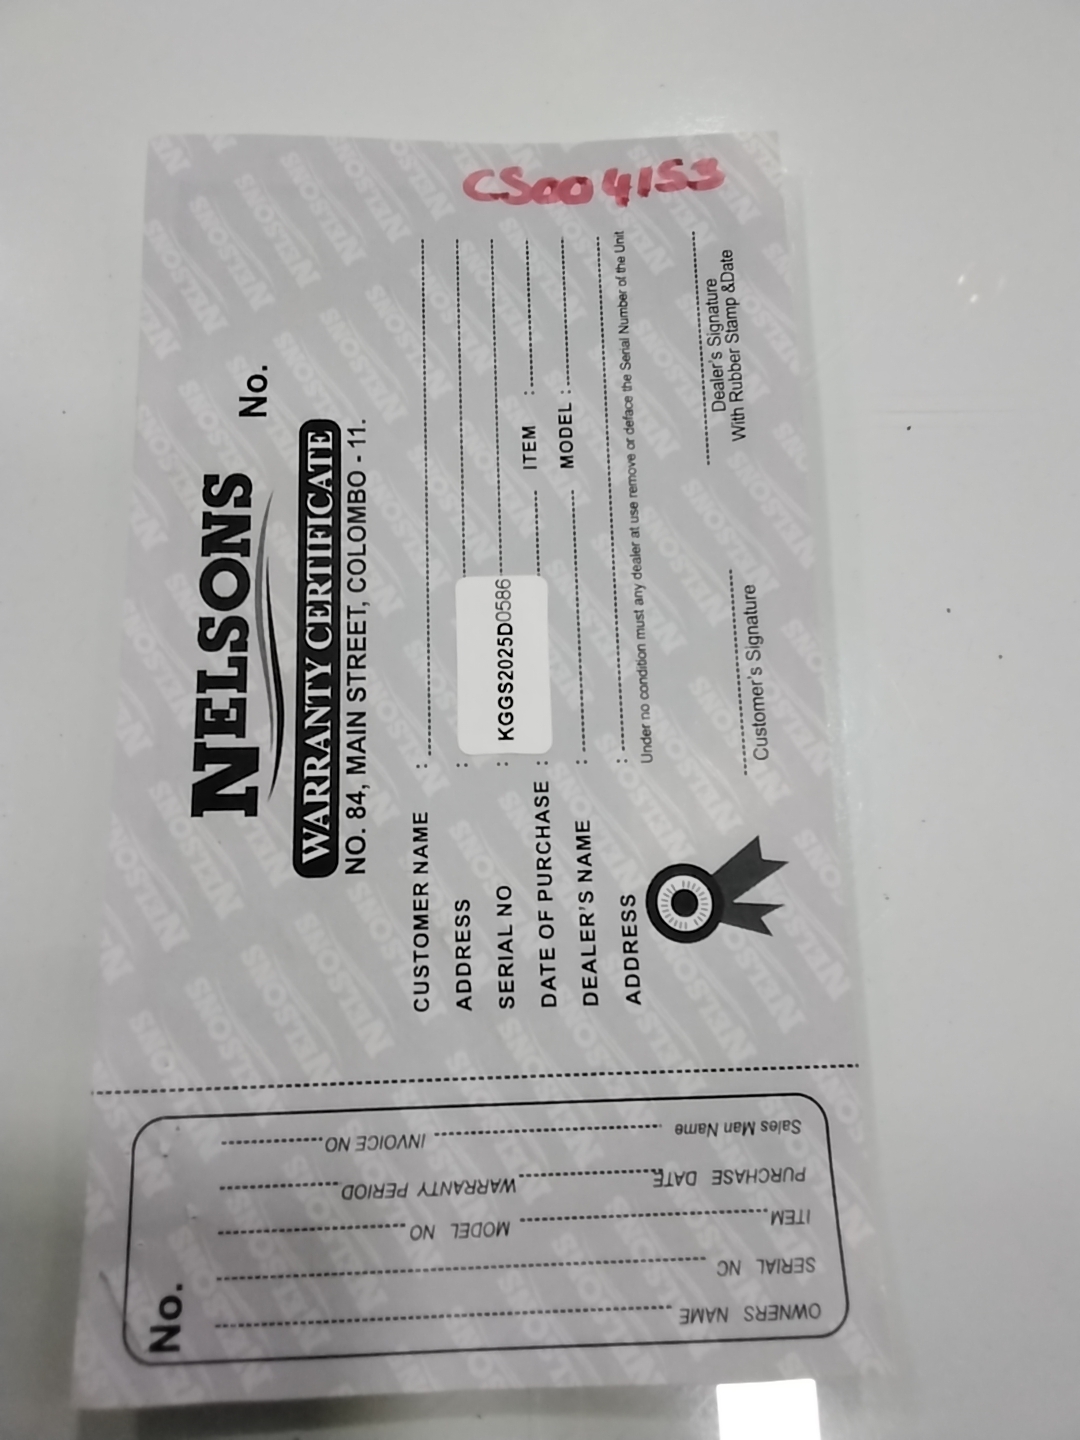 CS004153
NELSONS
No.
WARRANTY CERTIFICATE
NO. 84, MAIN STREET, COLOMBO - 11.
CUSTOMER NAME :
ADDRESS :
SERIAL NO : KGGS2025D0586
DATE OF PURCHASE : ITEM :
DEALER'S NAME : MODEL :
ADDRESS :
Under no condition must any dealer at use remove or deface the Serial Number of the Unit
Customer's Signature
Dealer's Signature
With Rubber Stamp &Date
No.
OWNERS NAME
SERIAL NO
ITEM MODEL NO
PURCHASE DATE WARRANTY PERIOD
Sales Man Name INVOICE NO